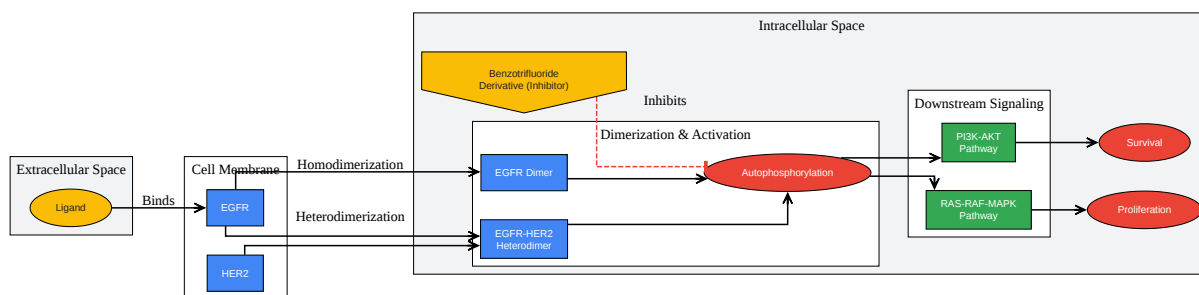 Intracellular Space
Benzotrifluoride
Derivative (Inhibitor)
Inhibits
Downstream Signaling
PI3K-AKT
Pathway
Survival
Dimerization & Activation
Extracellular Space
Cell Membrane
Homodimerization
EGFR Dimer
Autophosphorylation
Ligand
Binds
EGFR
Heterodimerization
EGFR-HER2
Heterodimer
RAS-RAF-MAPK
Pathway
Proliferation
HER2